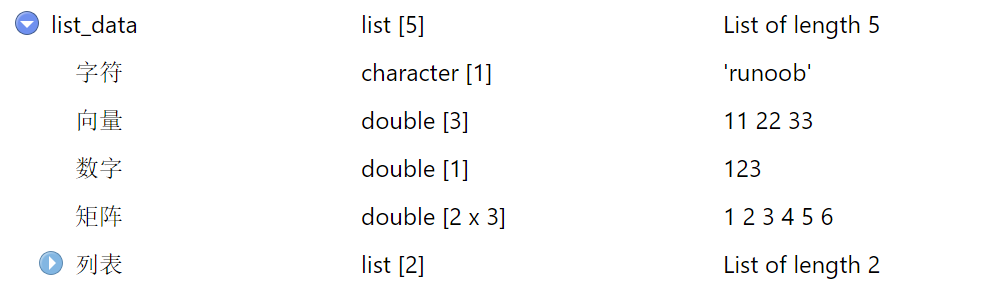 list_data list [5] List of length 5
字符 character [1] 'runoob'
向量 double [3] 11 22 33
数字 double [1] 123
矩阵 double [2 x 3] 1 2 3 4 5 6
列表 list [2] List of length 2